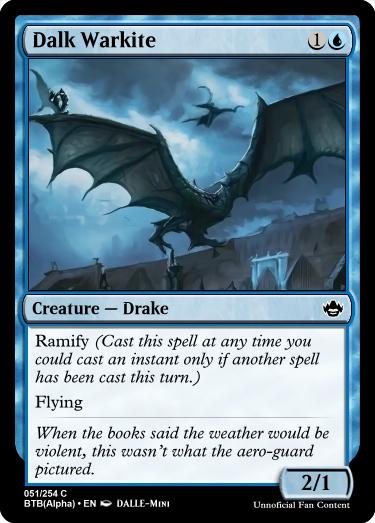 Dalk Warkite 1
Creature — Drake
Ramify (Cast this spell at any time you
could cast an instant only if another spell
has been cast this turn.)
Flying
When the books said the weather would be
violent, this wasn't what the aero-guard
pictured.
2/1
051/254 C
BTB(Alpha) • EN DALLE-Mini
Unofficial Fan Content